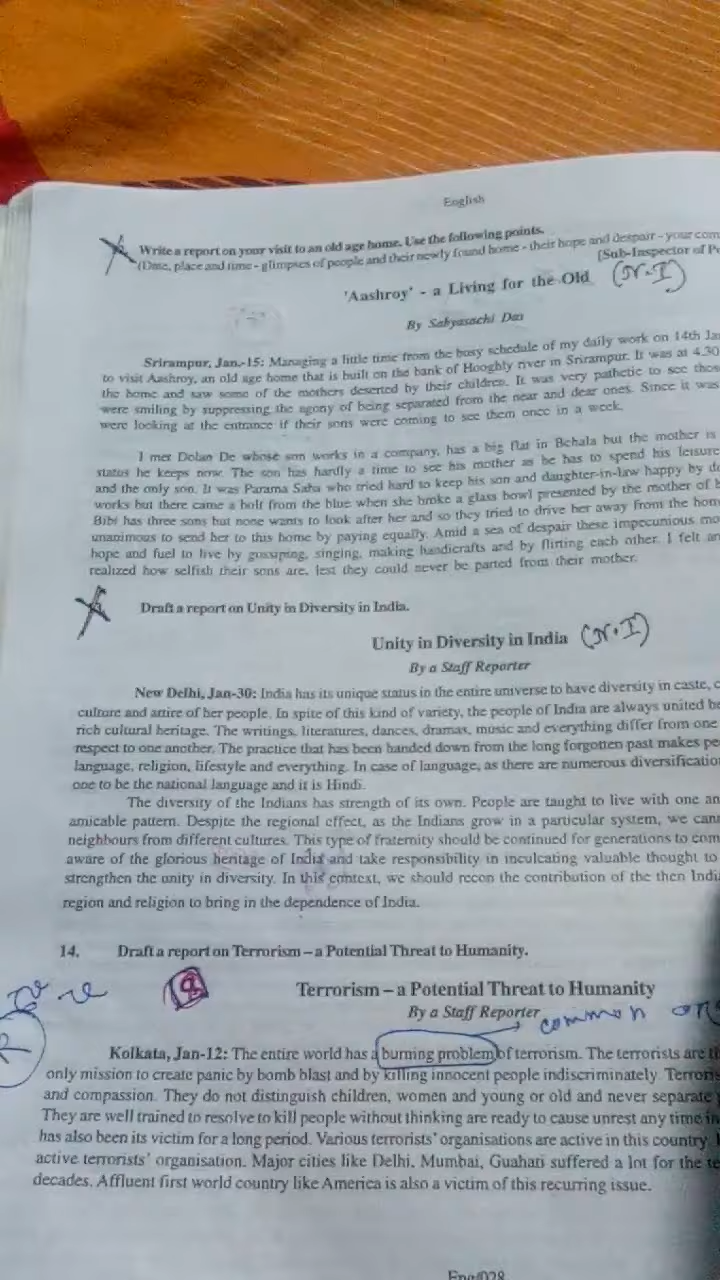 English
Write a report on your visit to an old age home. Use the following points.
(Date, place and time - glimpses of people and their newly found home - their hope and despair - your com
(Sub-Inspector of Po
'Aashroy' - a Living for the Old (N.I)
By Sabyasachi Das
Srirampur, Jan.-15: Managing a little time from the busy schedule of my daily work on 14th Jan
to visit Aashroy, an old age home that is built on the bank of Hooghly river in Srirampur. It was at 4.30
the home and saw some of the mothers deserted by their children. It was very pathetic to see thos
were smiling by suppressing the agony of being separated from the near and dear ones. Since it was
were looking at the entrance if their sons were coming to see them once in a week.
I met Dolan De whose son works in a company, has a big flat in Behala but the mother is
status he keeps now. The son has hardly a time to see his mother as he has to spend his leisure
and the only son. It was Parama Saha who tried hard to keep his son and daughter-in-law happy by do
works but there came a bolt from the blue when she broke a glass bowl presented by the mother of h
Bibi has three sons but none wants to look after her and so they tried to drive her away from the hom
unanimous to send her to this home by paying equally. Amid a sea of despair these impecunious mo
hope and fuel to live by gossiping, singing, making handicrafts and by flirting each other. I felt an
realized how selfish their sons are, lest they could never be parted from their mother.
Draft a report on Unity in Diversity in India.
Unity in Diversity in India (N.I)
By a Staff Reporter
New Delhi, Jan-30: India has its unique status in the entire universe to have diversity in caste, c
culture and attire of her people. In spite of this kind of variety, the people of India are always united be
rich cultural heritage. The writings, literatures, dances, dramas, music and everything differ from one
respect to one another. The practice that has been handed down from the long forgotten past makes pe
language, religion, lifestyle and everything. In case of language, as there are numerous diversificatio
one to be the national language and it is Hindi.
The diversity of the Indians has strength of its own. People are taught to live with one an
amicable pattern. Despite the regional effect, as the Indians grow in a particular system, we can
neighbours from different cultures. This type of fraternity should be continued for generations to com
aware of the glorious heritage of India and take responsibility in inculcating valuable thought to
strengthen the unity in diversity. In this context, we should recon the contribution of the then Indi
region and religion to bring in the dependence of India.
14. Draft a report on Terrorism – a Potential Threat to Humanity.
Terrorism – a Potential Threat to Humanity
By a Staff Reporter
common
Kolkata, Jan-12: The entire world has a burning problem of terrorism. The terrorists are th
only mission to create panic by bomb blast and by killing innocent people indiscriminately. Terroris
and compassion. They do not distinguish children, women and young or old and never separate
They are well trained to resolve to kill people without thinking are ready to cause unrest any time in
has also been its victim for a long period. Various terrorists' organisations are active in this country.
active terrorists' organisation. Major cities like Delhi, Mumbai, Guahati suffered a lot for the te
decades. Affluent first world country like America is also a victim of this recurring issue.
Eng/028